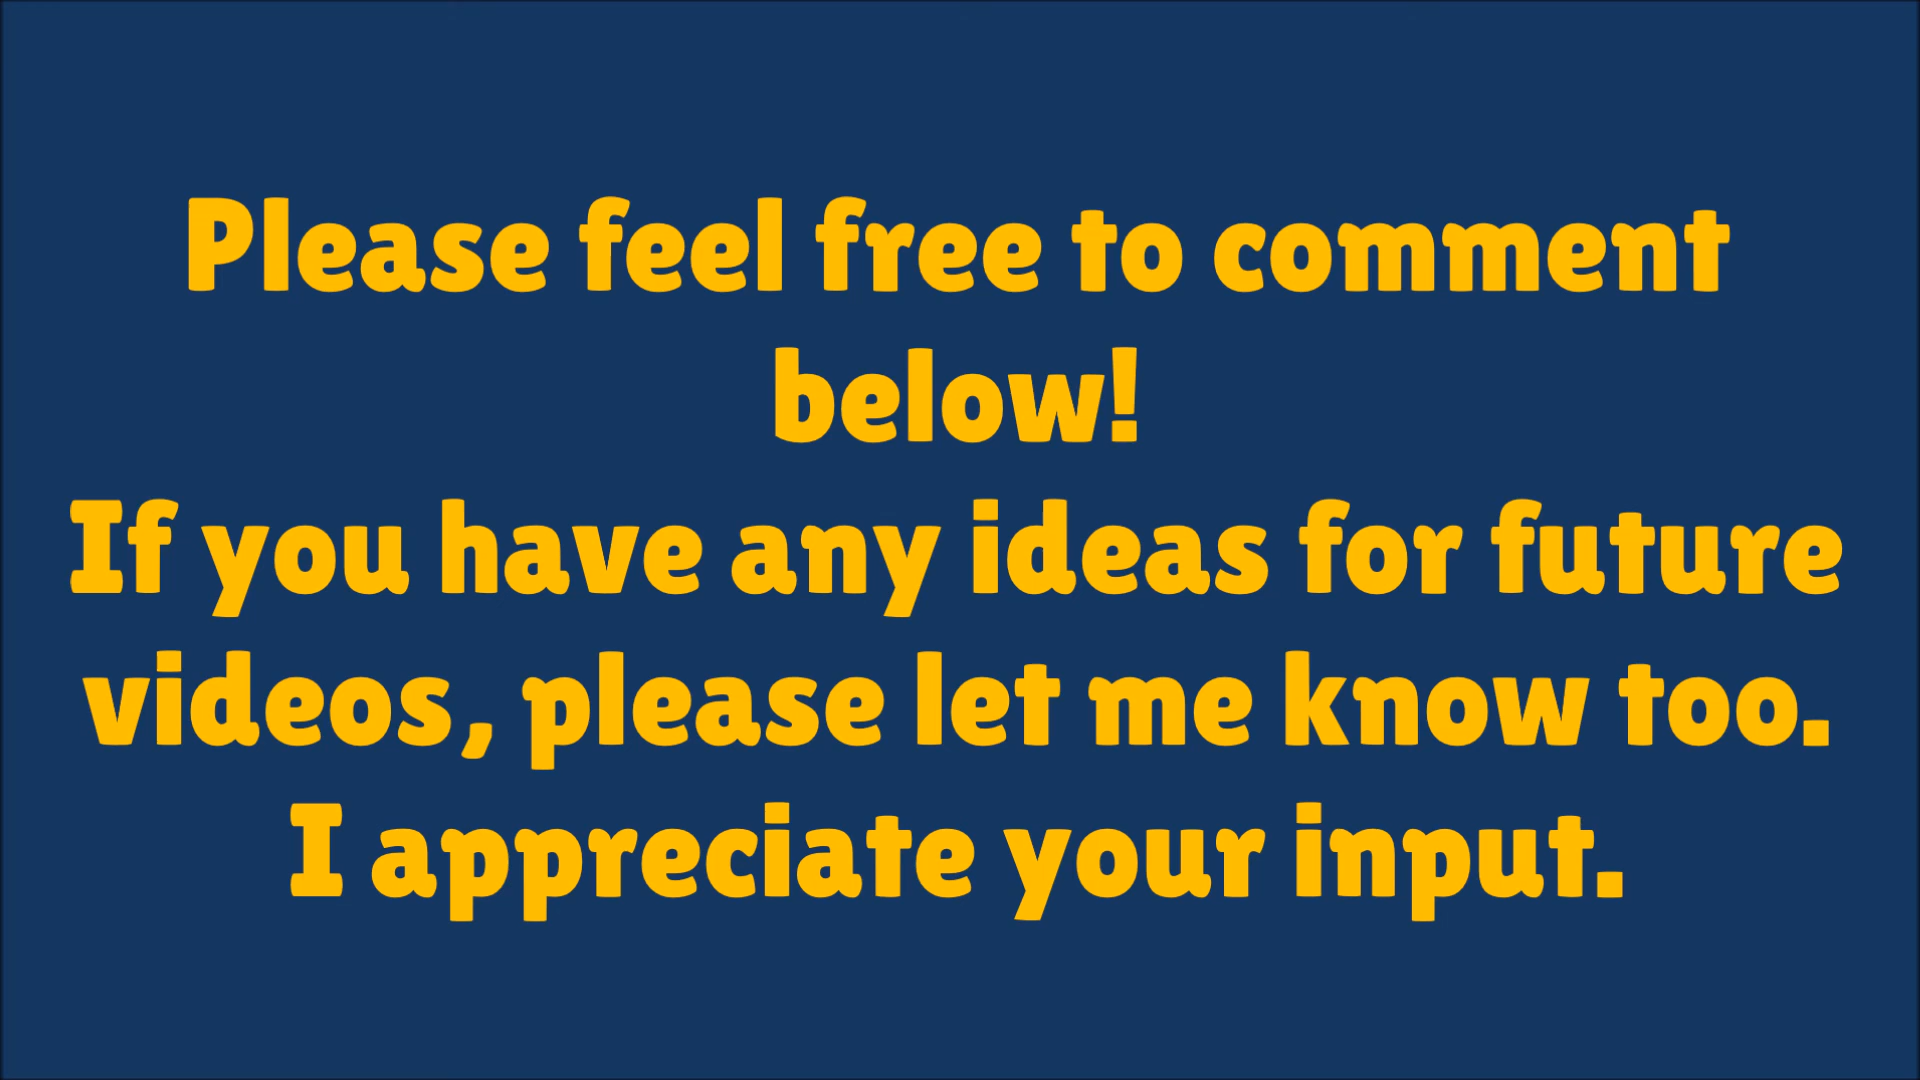 Please feel free to comment
below!
If you have any ideas for future
videos, please let me know too.
I appreciate your input.